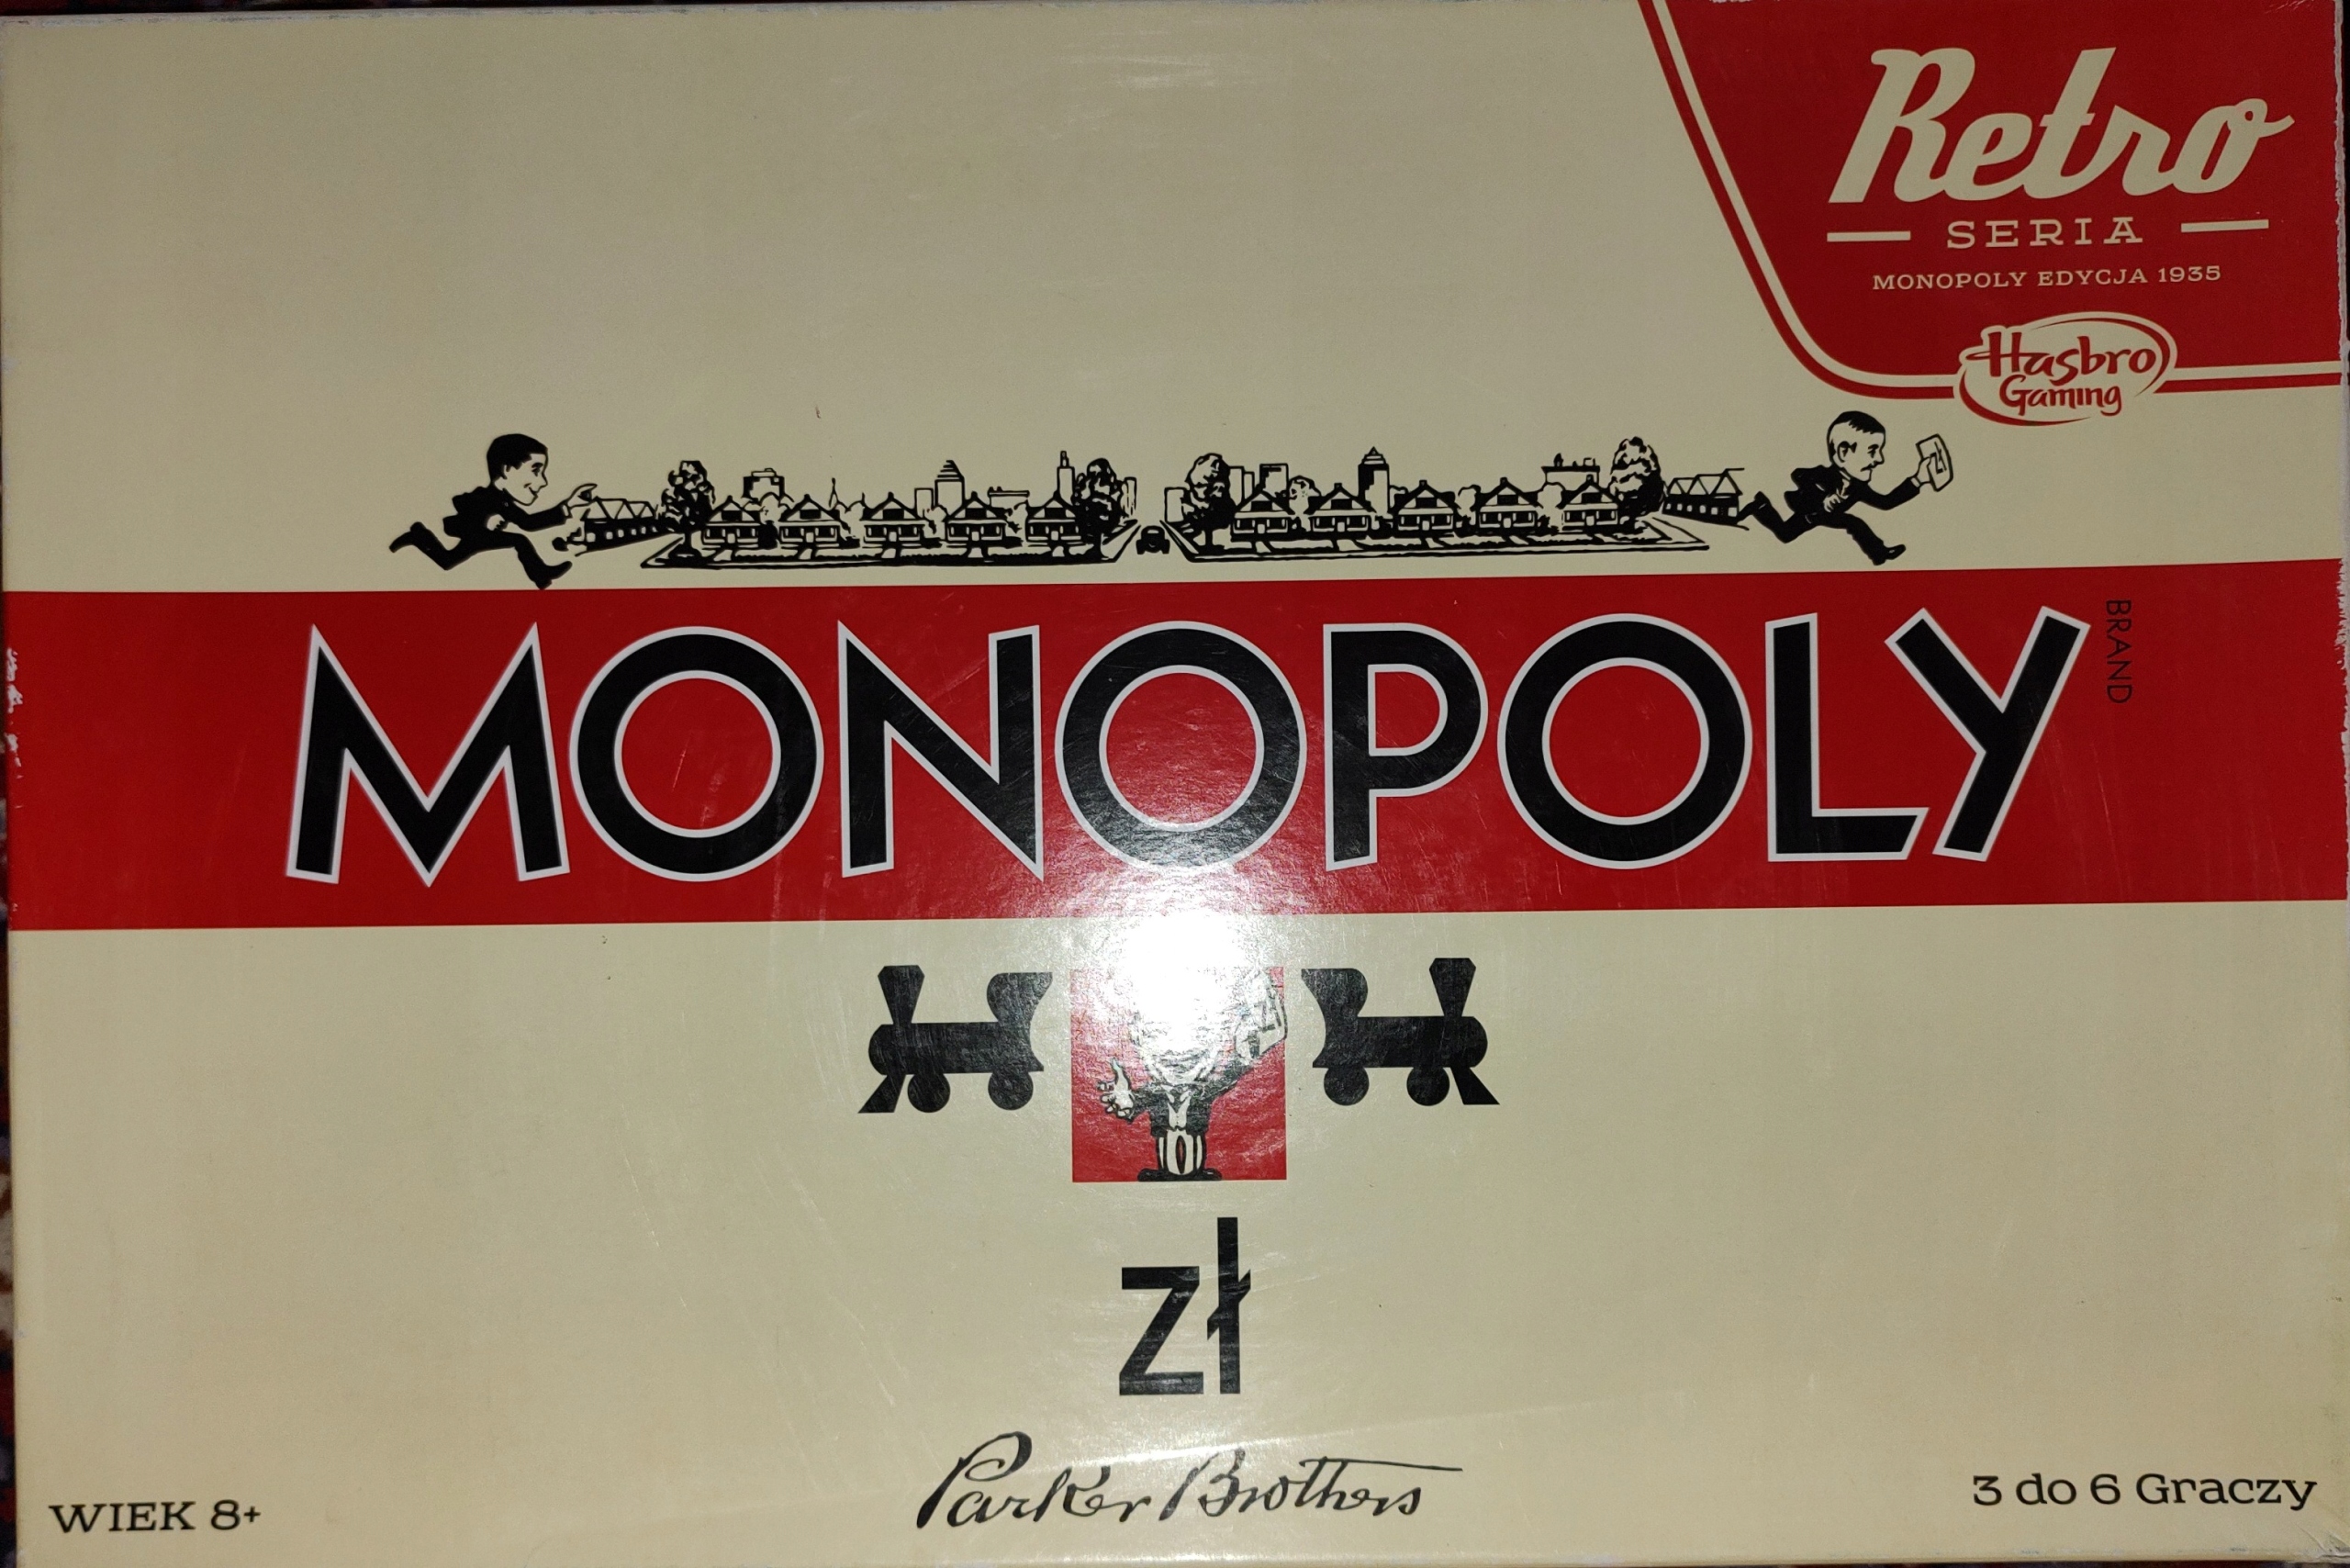 Retro
SERIA
MONOPOLY EDYCJA 1935
Hasbro
Gaming
MONOPOLY
BRAND
zł
Parker Brothers
WIEK 8+
3 do 6 Graczy